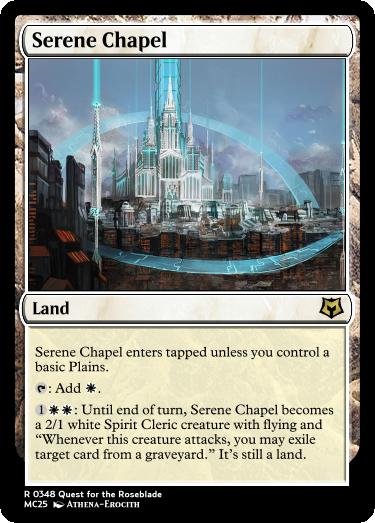 Serene Chapel
Land
Serene Chapel enters tapped unless you control a
basic Plains.
: Add .
1: Until end of turn, Serene Chapel becomes
a 2/1 white Spirit Cleric creature with flying and
“Whenever this creature attacks, you may exile
target card from a graveyard.” It’s still a land.
R 0348 Quest for the Roseblade
MC25 Athena-Erocith